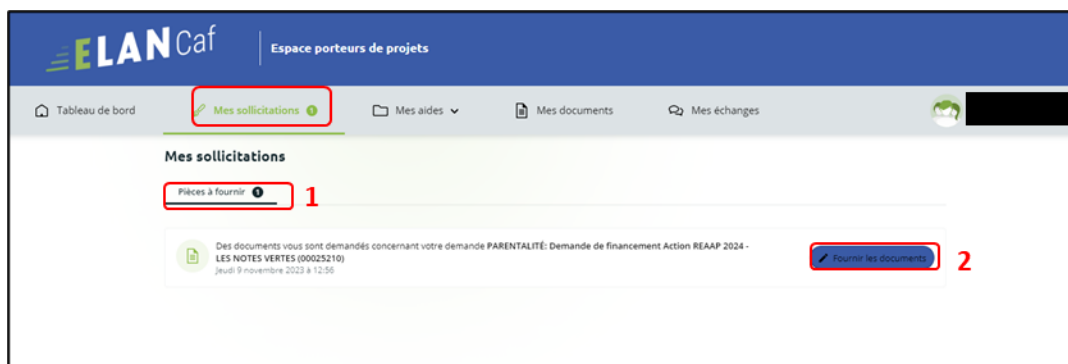 ELAN Caf
Espace porteurs de projets
Tableau de bord
Mes sollicitations 1
Mes aides
Mes documents
Mes échanges
Mes sollicitations
Pièces à fournir 1
1
Des documents vous sont demandés concernant votre demande PARENTALITÉ: Demande de financement Action REAAP 2024 -
LES NOTES VERTES (00025210)
Jeudi 9 novembre 2023 à 12:56
Fournir les documents
2